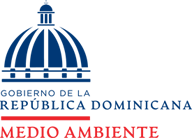 GOBIERNO DE LA
REPÚBLICA DOMINICANA
MEDIO AMBIENTE